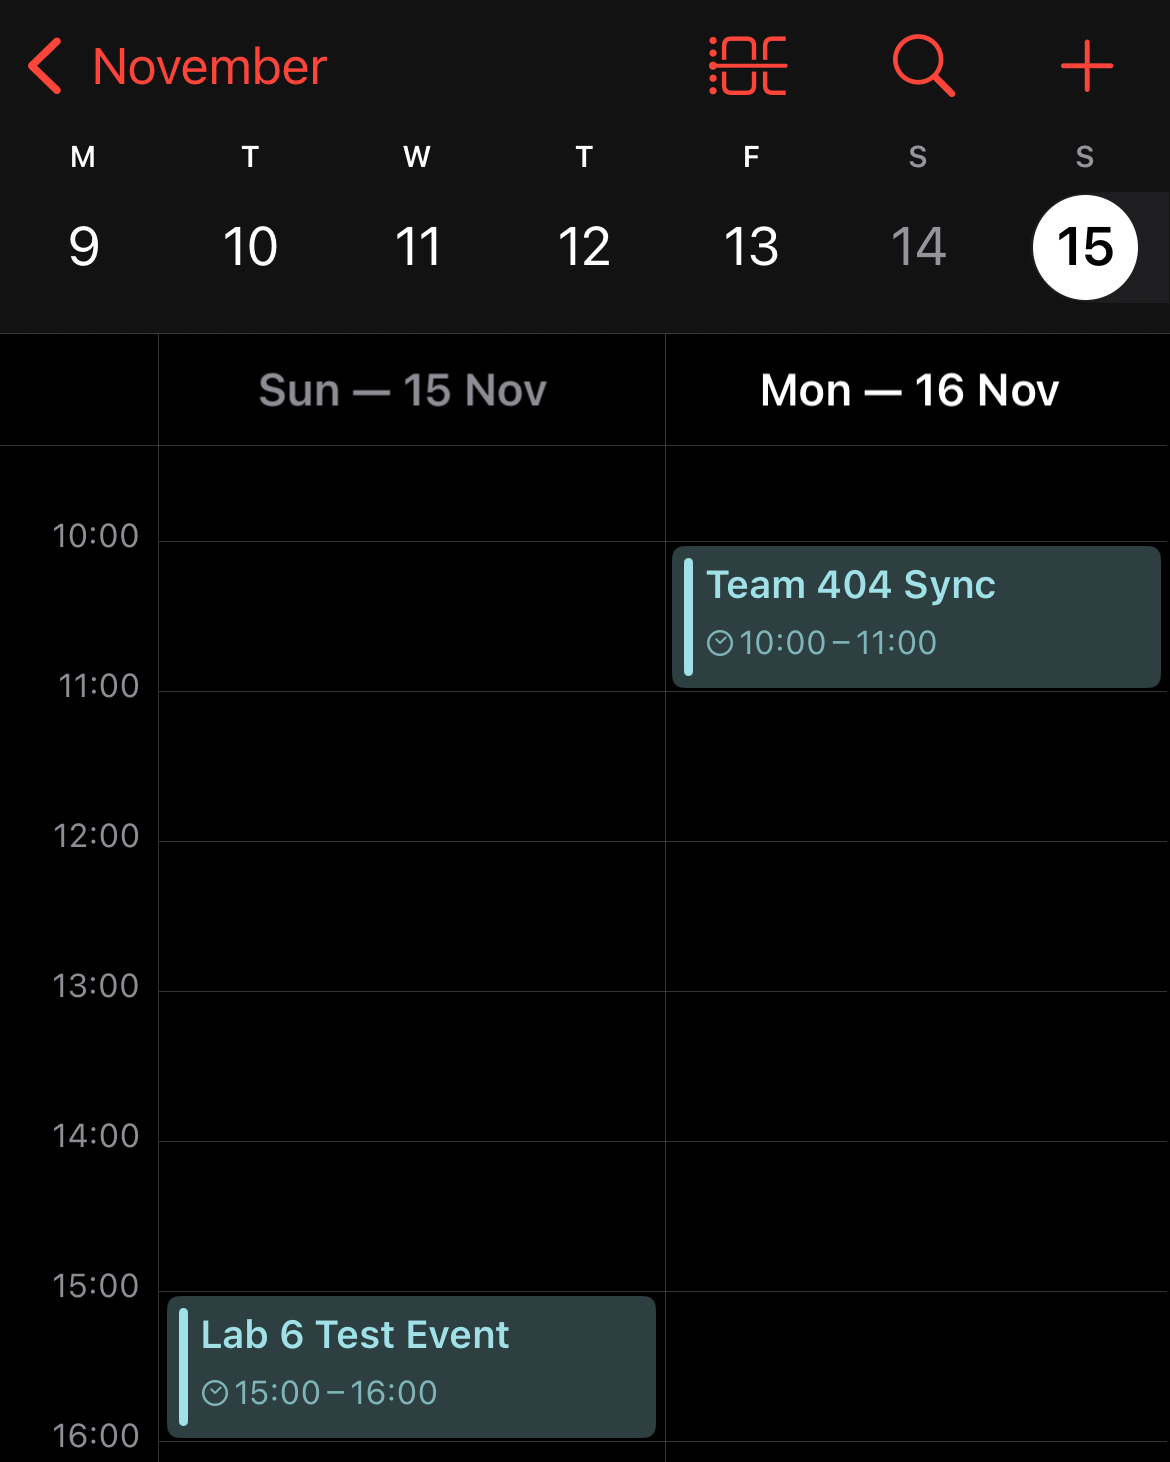 November
M T W T F S S
9 10 11 12 13 14 15
Sun — 15 Nov Mon — 16 Nov
10:00
Team 404 Sync
10:00 – 11:00
11:00
12:00
13:00
14:00
15:00
Lab 6 Test Event
15:00 – 16:00
16:00